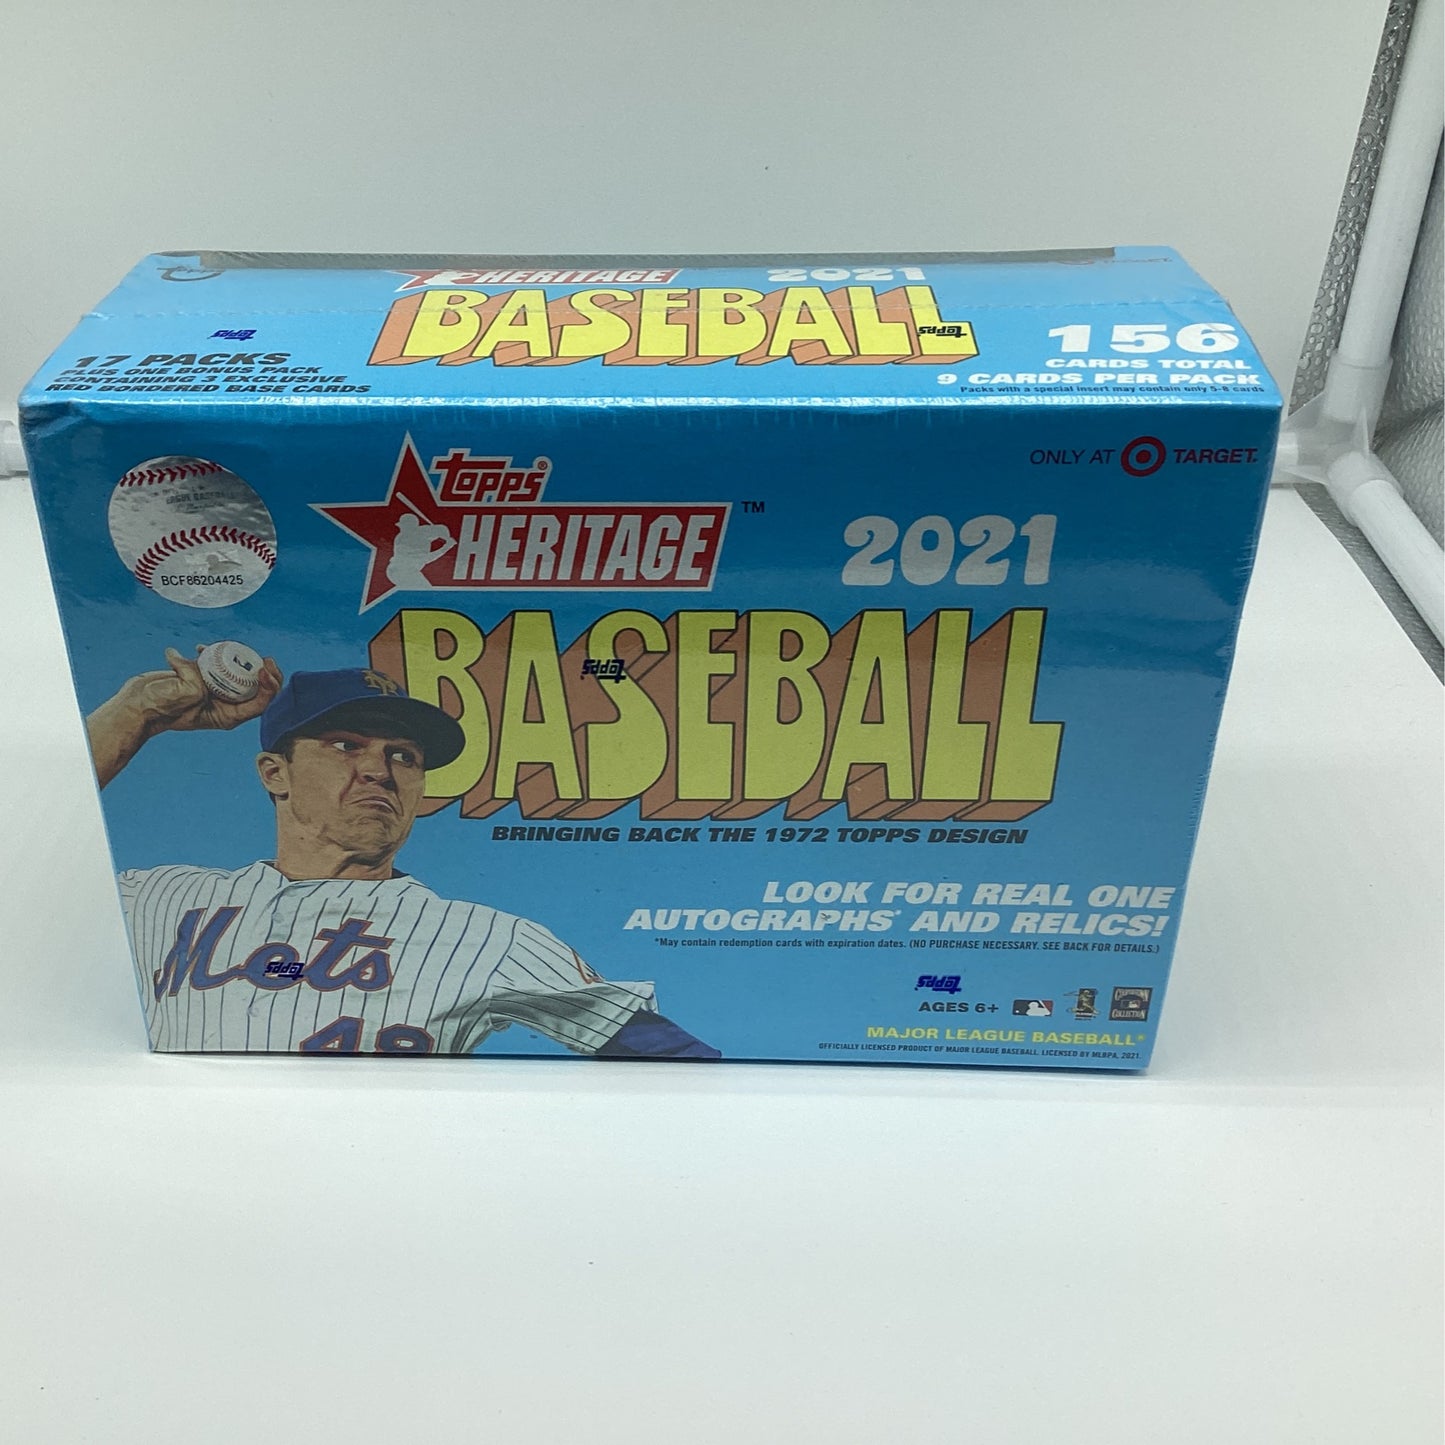 HERITAGE
2021
BASEBALL
17 PACKS
PLUS ONE BONUS PACK
CONTAINING 3 EXCLUSIVE
RED BORDERED BASE CARDS
156
CARDS TOTAL
9 CARDS PER PACK
Packs with a special insert may contain only 5-8 cards
topps
topps
ONLY AT TARGET.
topps®
HERITAGE™
2021
BCF86204425
BASEBALL
topps
BRINGING BACK THE 1972 TOPPS DESIGN
LOOK FOR REAL ONE
AUTOGRAPHS* AND RELICS!
*May contain redemption cards with expiration dates. (NO PURCHASE NECESSARY. SEE BACK FOR DETAILS.)
Mets
48
topps
topps
AGES 6+
COOPERSTOWN
COLLECTION
MAJOR LEAGUE BASEBALL®
OFFICIALLY LICENSED PRODUCT OF MAJOR LEAGUE BASEBALL. LICENSED BY MLBPA, 2021.